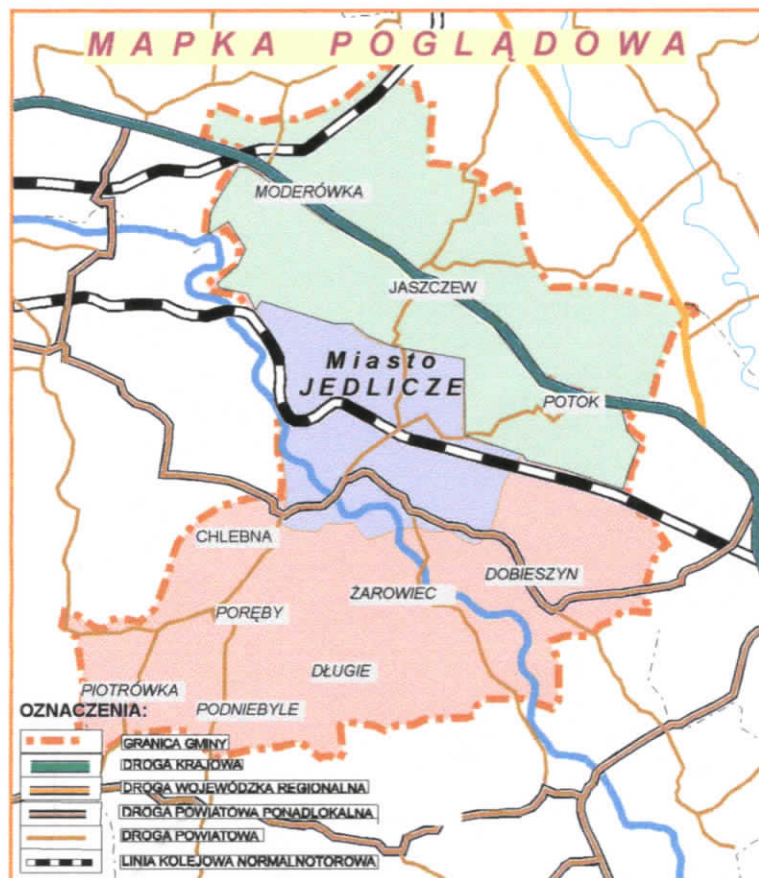 MAPKA POGLĄDOWA
MODERÓWKA
JASZCZEW
Miasto
JEDLICZE
POTOK
CHLEBNA
DOBIESZYN
ŻAROWIEC
PORĘBY
DŁUGIE
PIOTRÓWKA
PODNIEBYLE
OZNACZENIA:
GRANICA GMINY
DROGA KRAJOWA
DROGA WOJEWÓDZKA REGIONALNA
DROGA POWIATOWA PONADLOKALNA
DROGA POWIATOWA
LINIA KOLEJOWA NORMALNOTOROWA